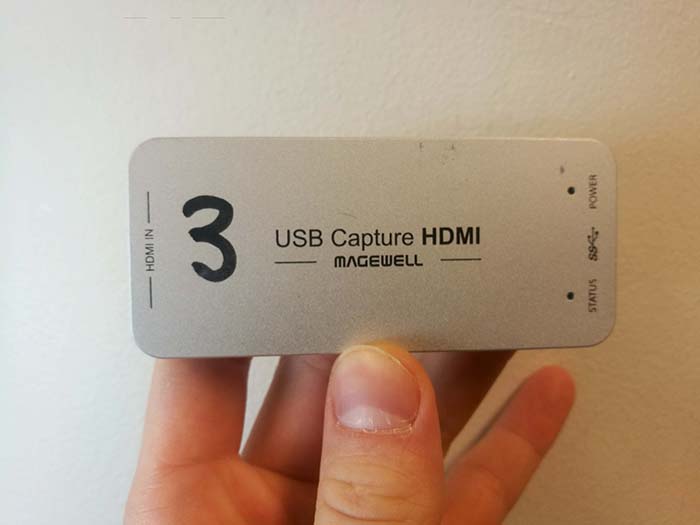 HDMI IN
3
USB Capture HDMI
MAGEWELL
POWER
SS
STATUS